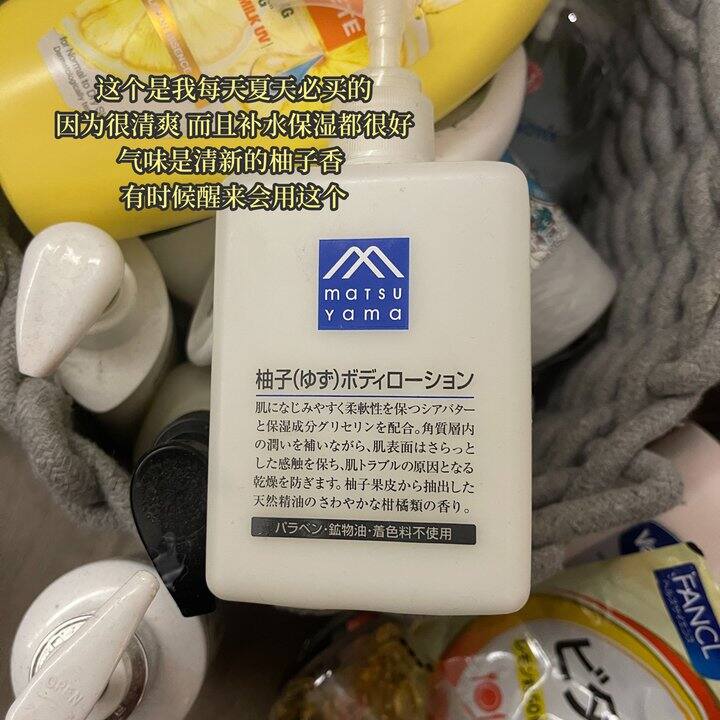 MILK UV
for Normal to D
这个是我每天夏天必买的
因为很清爽 而且补水保湿都很好
气味是清新的柚子香
有时候醒来会用这个
matsu
yama
柚子(ゆず)ボディローション
肌になじみやすく柔軟性を保つシアバター
と保湿成分グリセリンを配合。角質層内
の潤いを補いながら、肌表面はさらっと
した感触を保ち、肌トラブルの原因となる
乾燥を防ぎます。柚子果皮から抽出した
天然精油のさわやかな柑橘類の香り。
パラベン・鉱物油・着色料不使用
FANCL
ビタ
OPEN